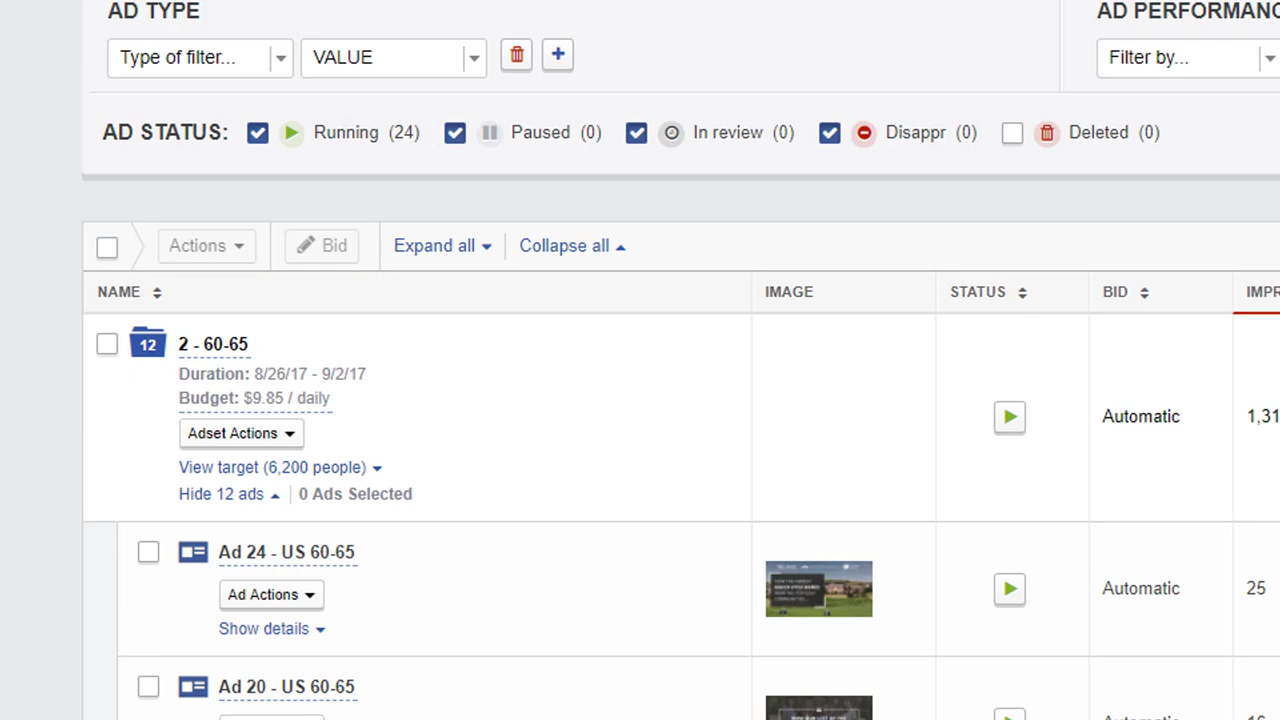 AD TYPE
AD PERFORMANC
Type of filter... VALUE
Filter by...
AD STATUS: Running (24) Paused (0) In review (0) Disappr (0) Deleted (0)
Actions Bid Expand all Collapse all
NAME IMAGE STATUS BID IMPR
12 2 - 60-65
Duration: 8/26/17 - 9/2/17
Budget: $9.85 / daily
Automatic 1,31
Adset Actions
View target (6,200 people)
Hide 12 ads 0 Ads Selected
Ad 24 - US 60-65
Automatic 25
Ad Actions
Show details
Ad 20 - US 60-65